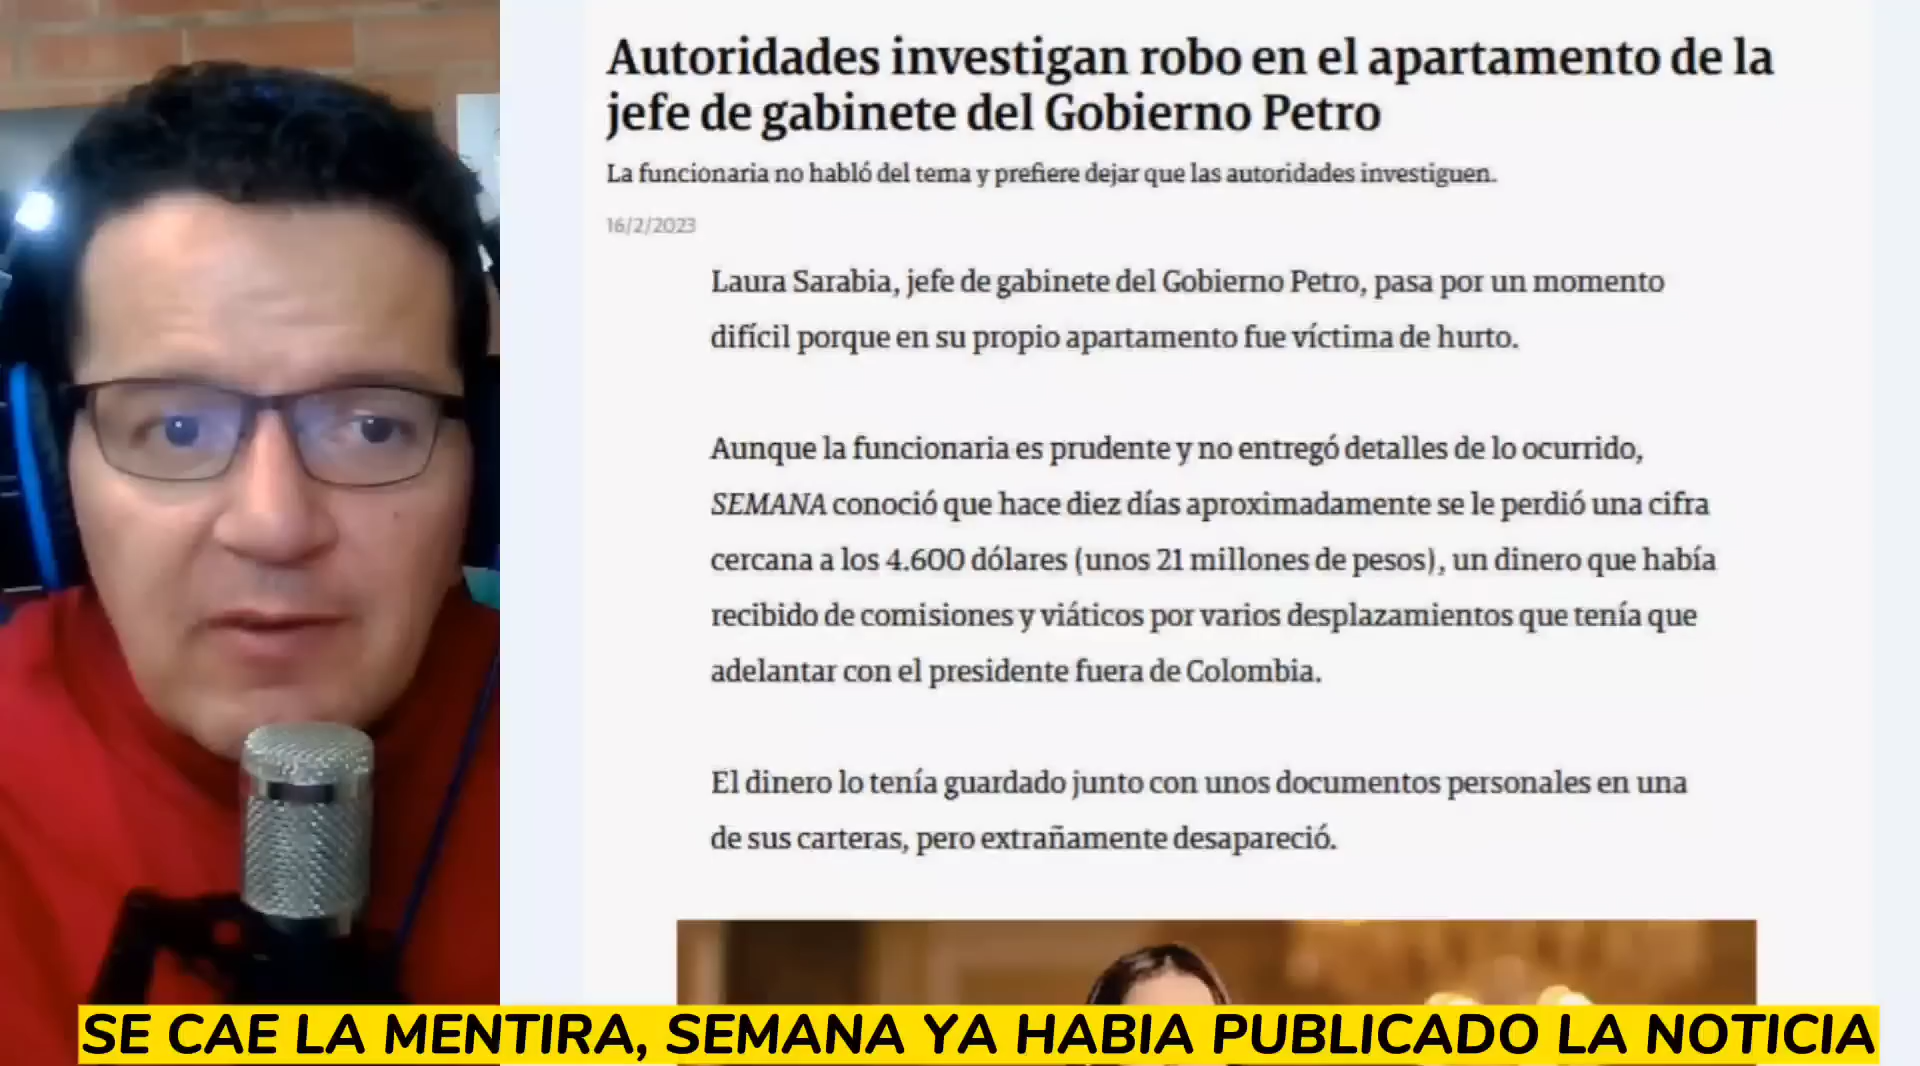 Autoridades investigan robo en el apartamento de la
jefe de gabinete del Gobierno Petro
La funcionaria no habló del tema y prefiere dejar que las autoridades investiguen.
16/2/2023
Laura Sarabia, jefe de gabinete del Gobierno Petro, pasa por un momento
difícil porque en su propio apartamento fue víctima de hurto.
Aunque la funcionaria es prudente y no entregó detalles de lo ocurrido,
SEMANA conoció que hace diez días aproximadamente se le perdió una cifra
cercana a los 4.600 dólares (unos 21 millones de pesos), un dinero que había
recibido de comisiones y viáticos por varios desplazamientos que tenía que
adelantar con el presidente fuera de Colombia.
El dinero lo tenía guardado junto con unos documentos personales en una
de sus carteras, pero extrañamente desapareció.
SE CAE LA MENTIRA, SEMANA YA HABIA PUBLICADO LA NOTICIA